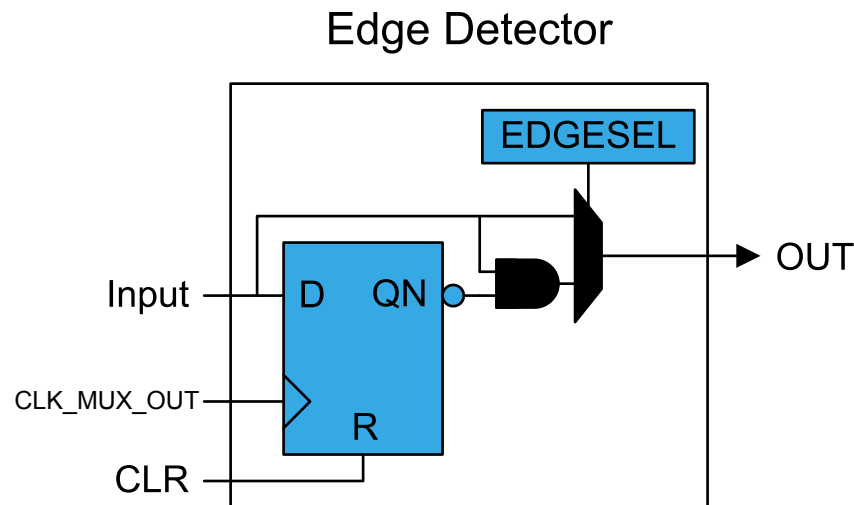 Edge Detector
EDGESEL
OUT
Input
D
QN
CLK_MUX_OUT
R
CLR